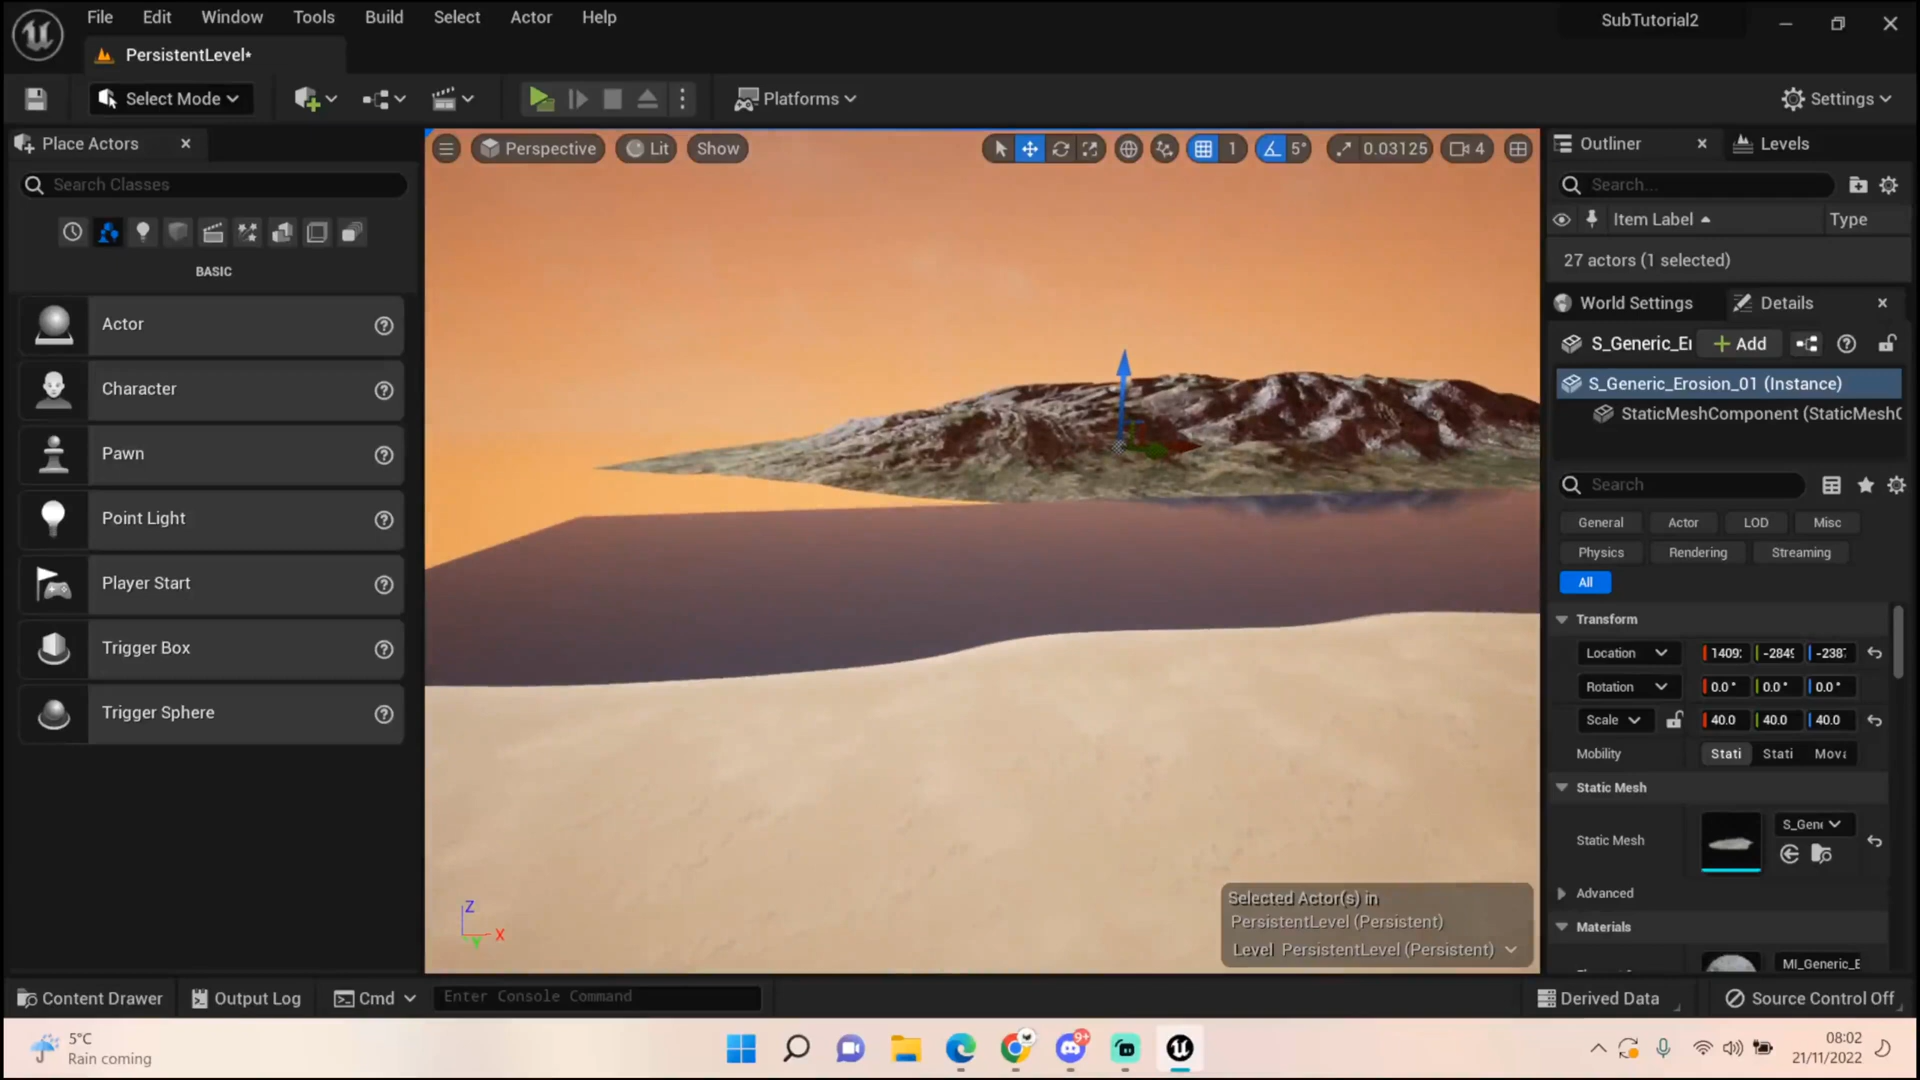 File Edit Window Tools Build Select Actor Help
SubTutorial2
PersistentLevel*
Select Mode
Platforms
Settings
Place Actors
Search Classes
BASIC
Actor
Character
Pawn
Point Light
Player Start
Trigger Box
Trigger Sphere
Perspective
Lit
Show
1
5°
0.03125
4
Z
X
Y
Selected Actor(s) in
PersistentLevel (Persistent)
Level PersistentLevel (Persistent)
Outliner
Levels
Search...
Item Label
Type
27 actors (1 selected)
World Settings
Details
S_Generic_Er
+ Add
S_Generic_Erosion_01 (Instance)
StaticMeshComponent (StaticMeshC
Search
General Actor LOD Misc
Physics Rendering Streaming
All
Transform
Location 1409: -2849 -2387
Rotation 0.0° 0.0° 0.0°
Scale 40.0 40.0 40.0
Mobility Stati Stati Mova
Static Mesh
Static Mesh
S_Gene
Advanced
Materials
MI_Generic_E
Content Drawer
Output Log
Cmd
Enter Console Command
Derived Data
Source Control Off
5°C
Rain coming
9+
08:02
21/11/2022